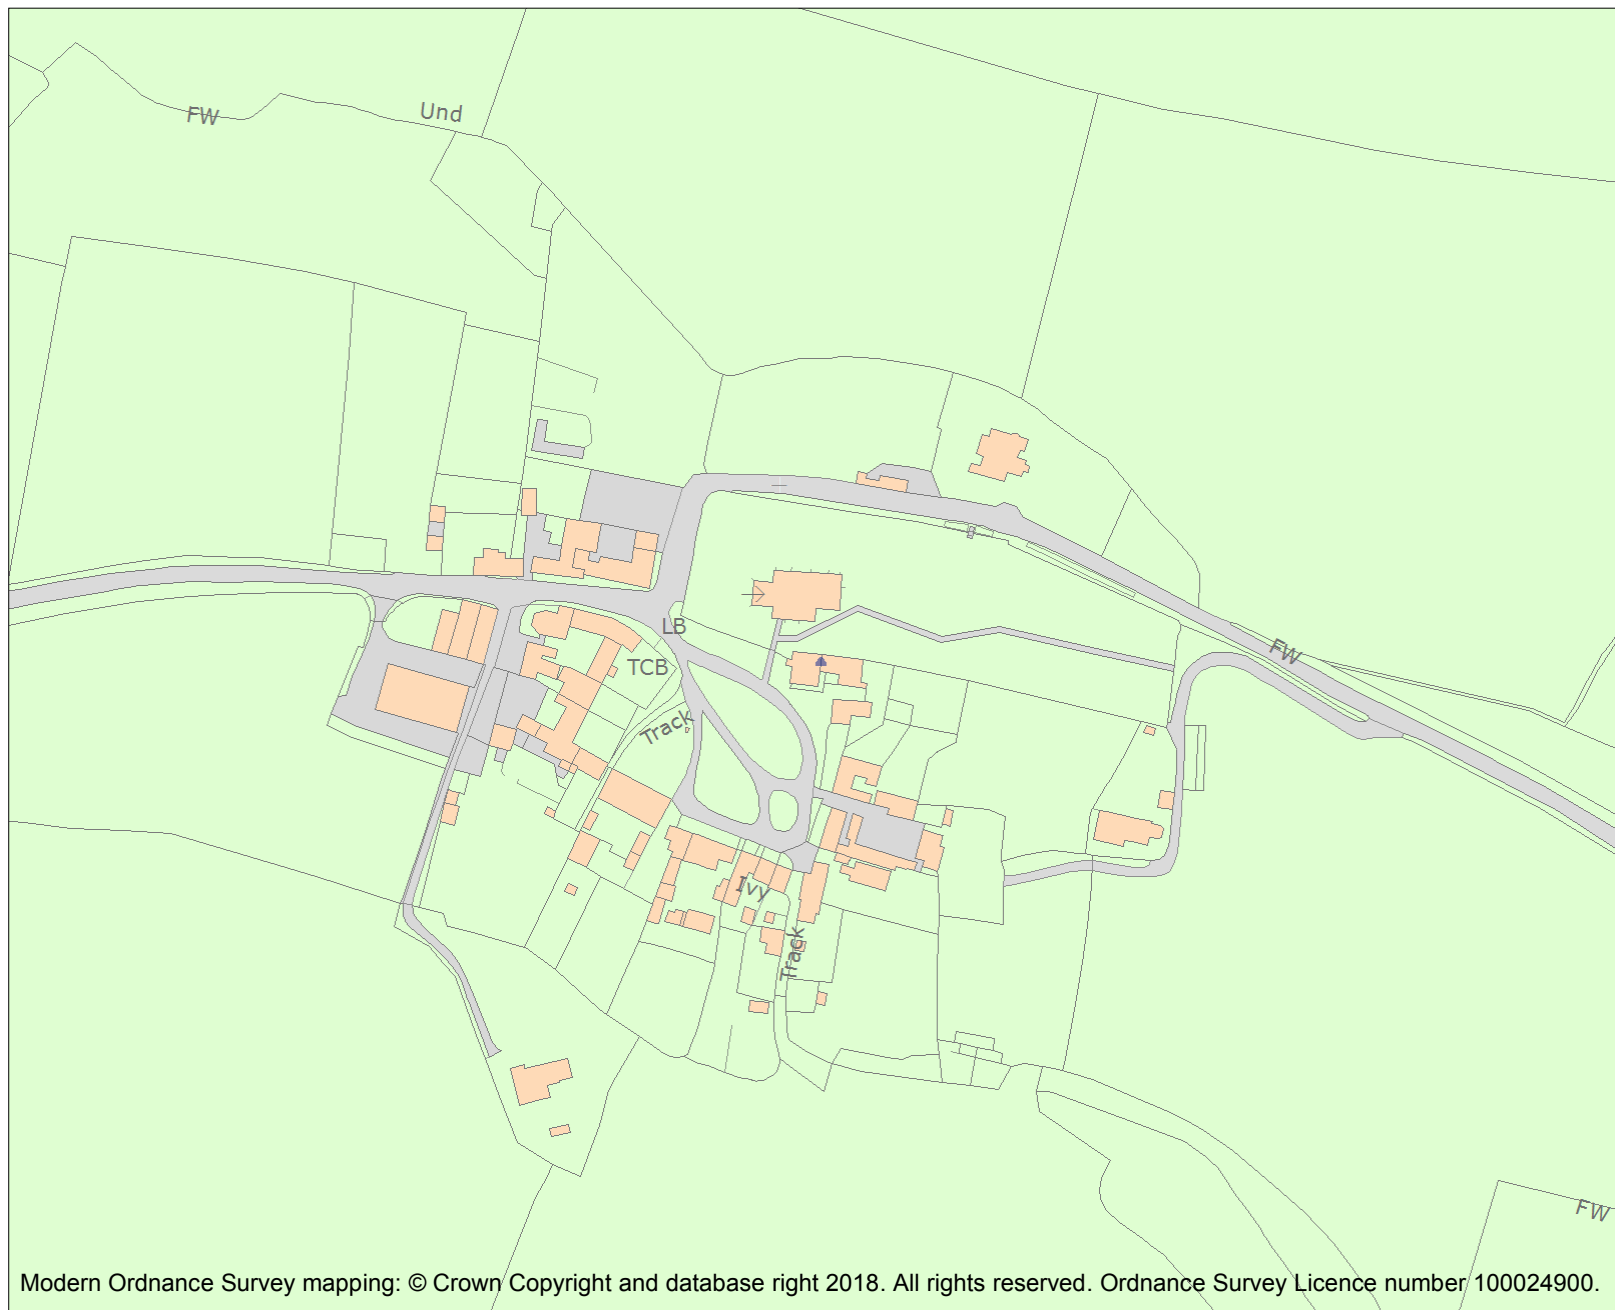 Und
FW
LB
FW
TCB
Track
Ivy
Track
FW
Modern Ordnance Survey mapping: © Crown Copyright and database right 2018. All rights reserved. Ordnance Survey Licence number 100024900.